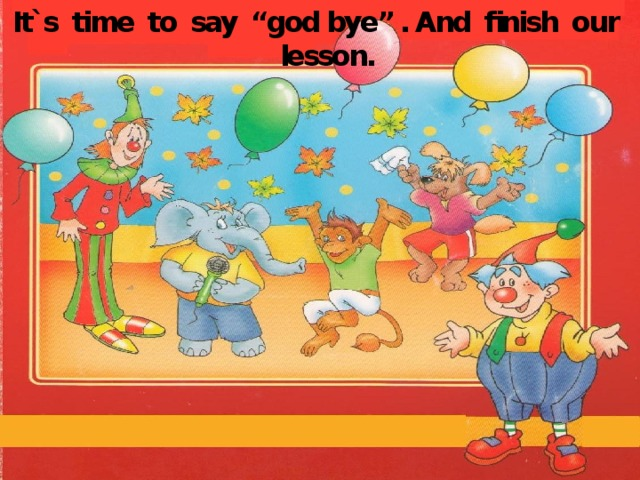 It`s time to say “god bye” . And finish our
lesson.